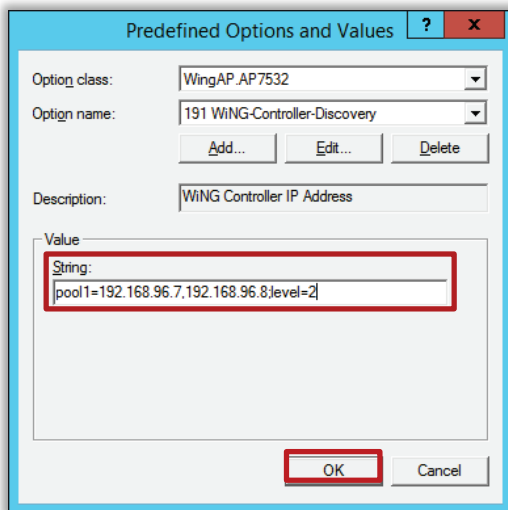 Predefined Options and Values ? x
Option class: WingAP.AP7532
Option name: 191 WiNG-Controller-Discovery
Add... Edit... Delete
Description: WiNG Controller IP Address
Value
String:
pool1=192.168.96.7,192.168.96.8;level=2
OK Cancel